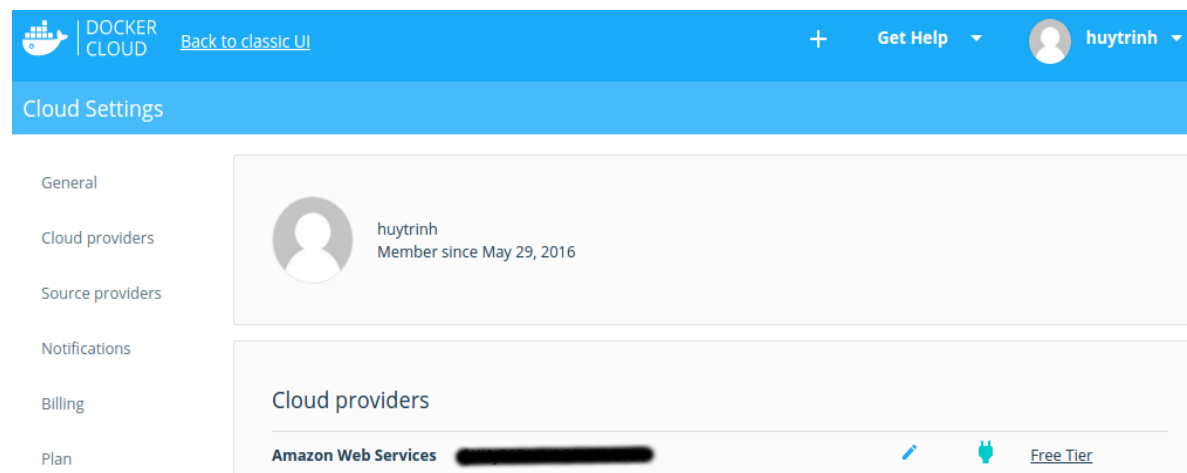 DOCKER
CLOUD
Back to classic UI
+
Get Help
huytrinh
Cloud Settings
General
Cloud providers
Source providers
Notifications
Billing
Plan
huytrinh
Member since May 29, 2016
Cloud providers
Amazon Web Services
Free Tier